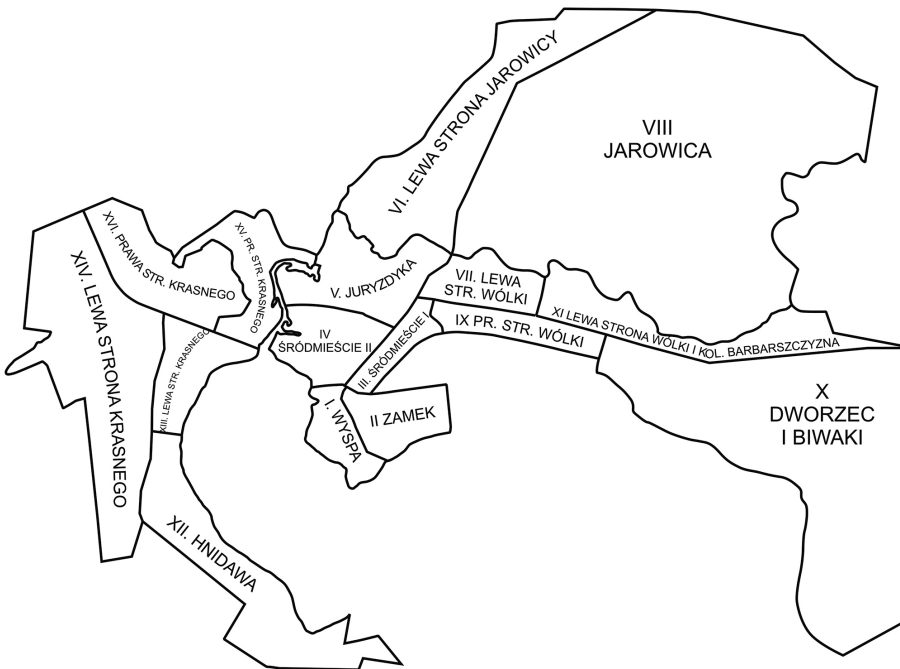 VI. LEWA STRONA JAROWICY
VIII
JAROWICA
XVI. PRAWA STR. KRASNEGO
XV. PR. STR. KRASNEGO
XIV. LEWA STRONA KRASNEGO
V. JURYZDYKA
VII. LEWA
STR. WÓLKI
XI LEWA STRONA WÓLKI I KOL. BARBARSZCZYZNA
IX PR. STR. WÓLKI
IV
ŚRÓDMIEŚCIE II
III. ŚRÓDMIEŚCIE I
XIII. LEWA STR. KRASNEGO
I. WYSPA
II ZAMEK
X
DWORZEC
I BIWAKI
XII. HNIDAWA